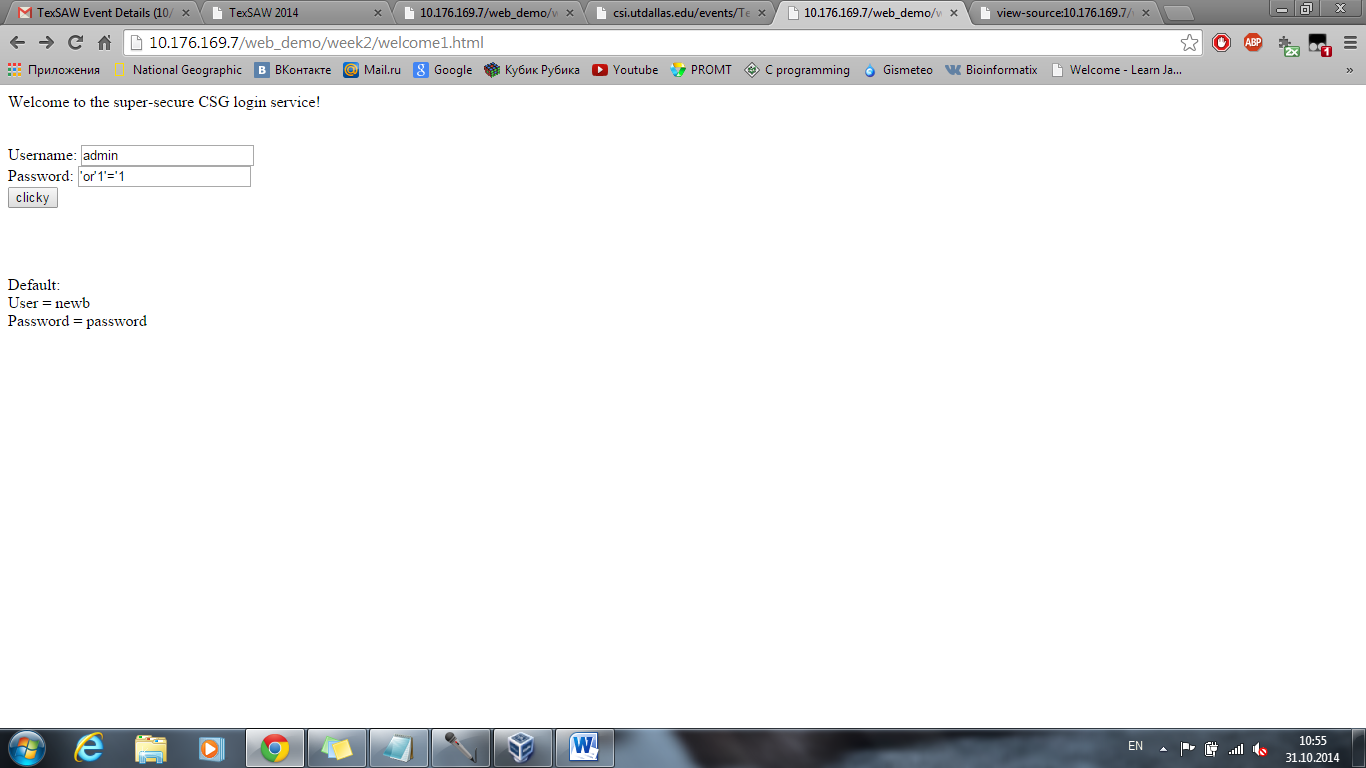 TexSAW Event Details (10/
TexSAW 2014
10.176.169.7/web_demo/w
csi.utdallas.edu/events/Te
10.176.169.7/web_demo/w
view-source:10.176.169.7/
10.176.169.7/web_demo/week2/welcome1.html
ABP
2x
1
Приложения
National Geographic
ВКонтакте
Mail.ru
Google
Кубик Рубика
Youtube
PROMT
C programming
Gismeteo
Bioinformatix
Welcome - Learn Ja...
»
Welcome to the super-secure CSG login service!
Username: admin
Password: 'or'1'='1
clicky
Default:
User = newb
Password = password
EN
10:55
31.10.2014